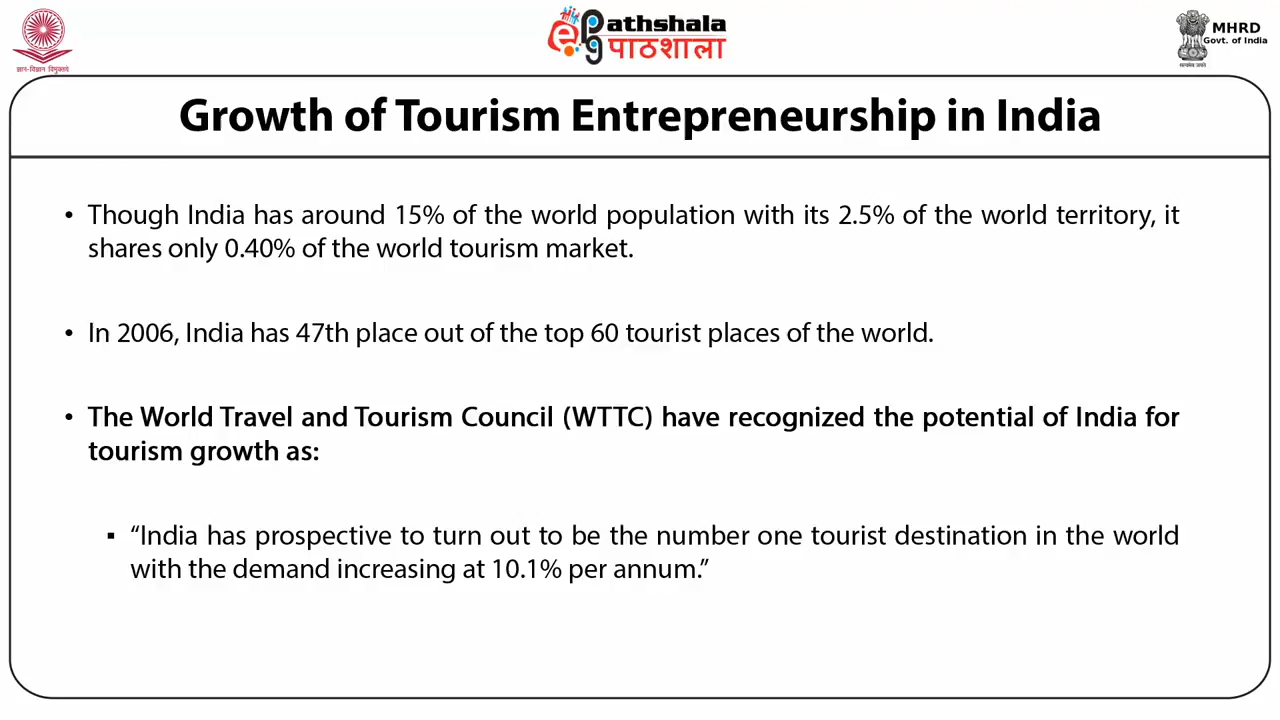 ज्ञान-विज्ञान विमुक्तये
ePathshala
पाठशाला
MHRD
Govt. of India
सत्यमेव जयते
Growth of Tourism Entrepreneurship in India
• Though India has around 15% of the world population with its 2.5% of the world territory, it
shares only 0.40% of the world tourism market.
• In 2006, India has 47th place out of the top 60 tourist places of the world.
• The World Travel and Tourism Council (WTTC) have recognized the potential of India for
tourism growth as:
▪ “India has prospective to turn out to be the number one tourist destination in the world
with the demand increasing at 10.1% per annum.”